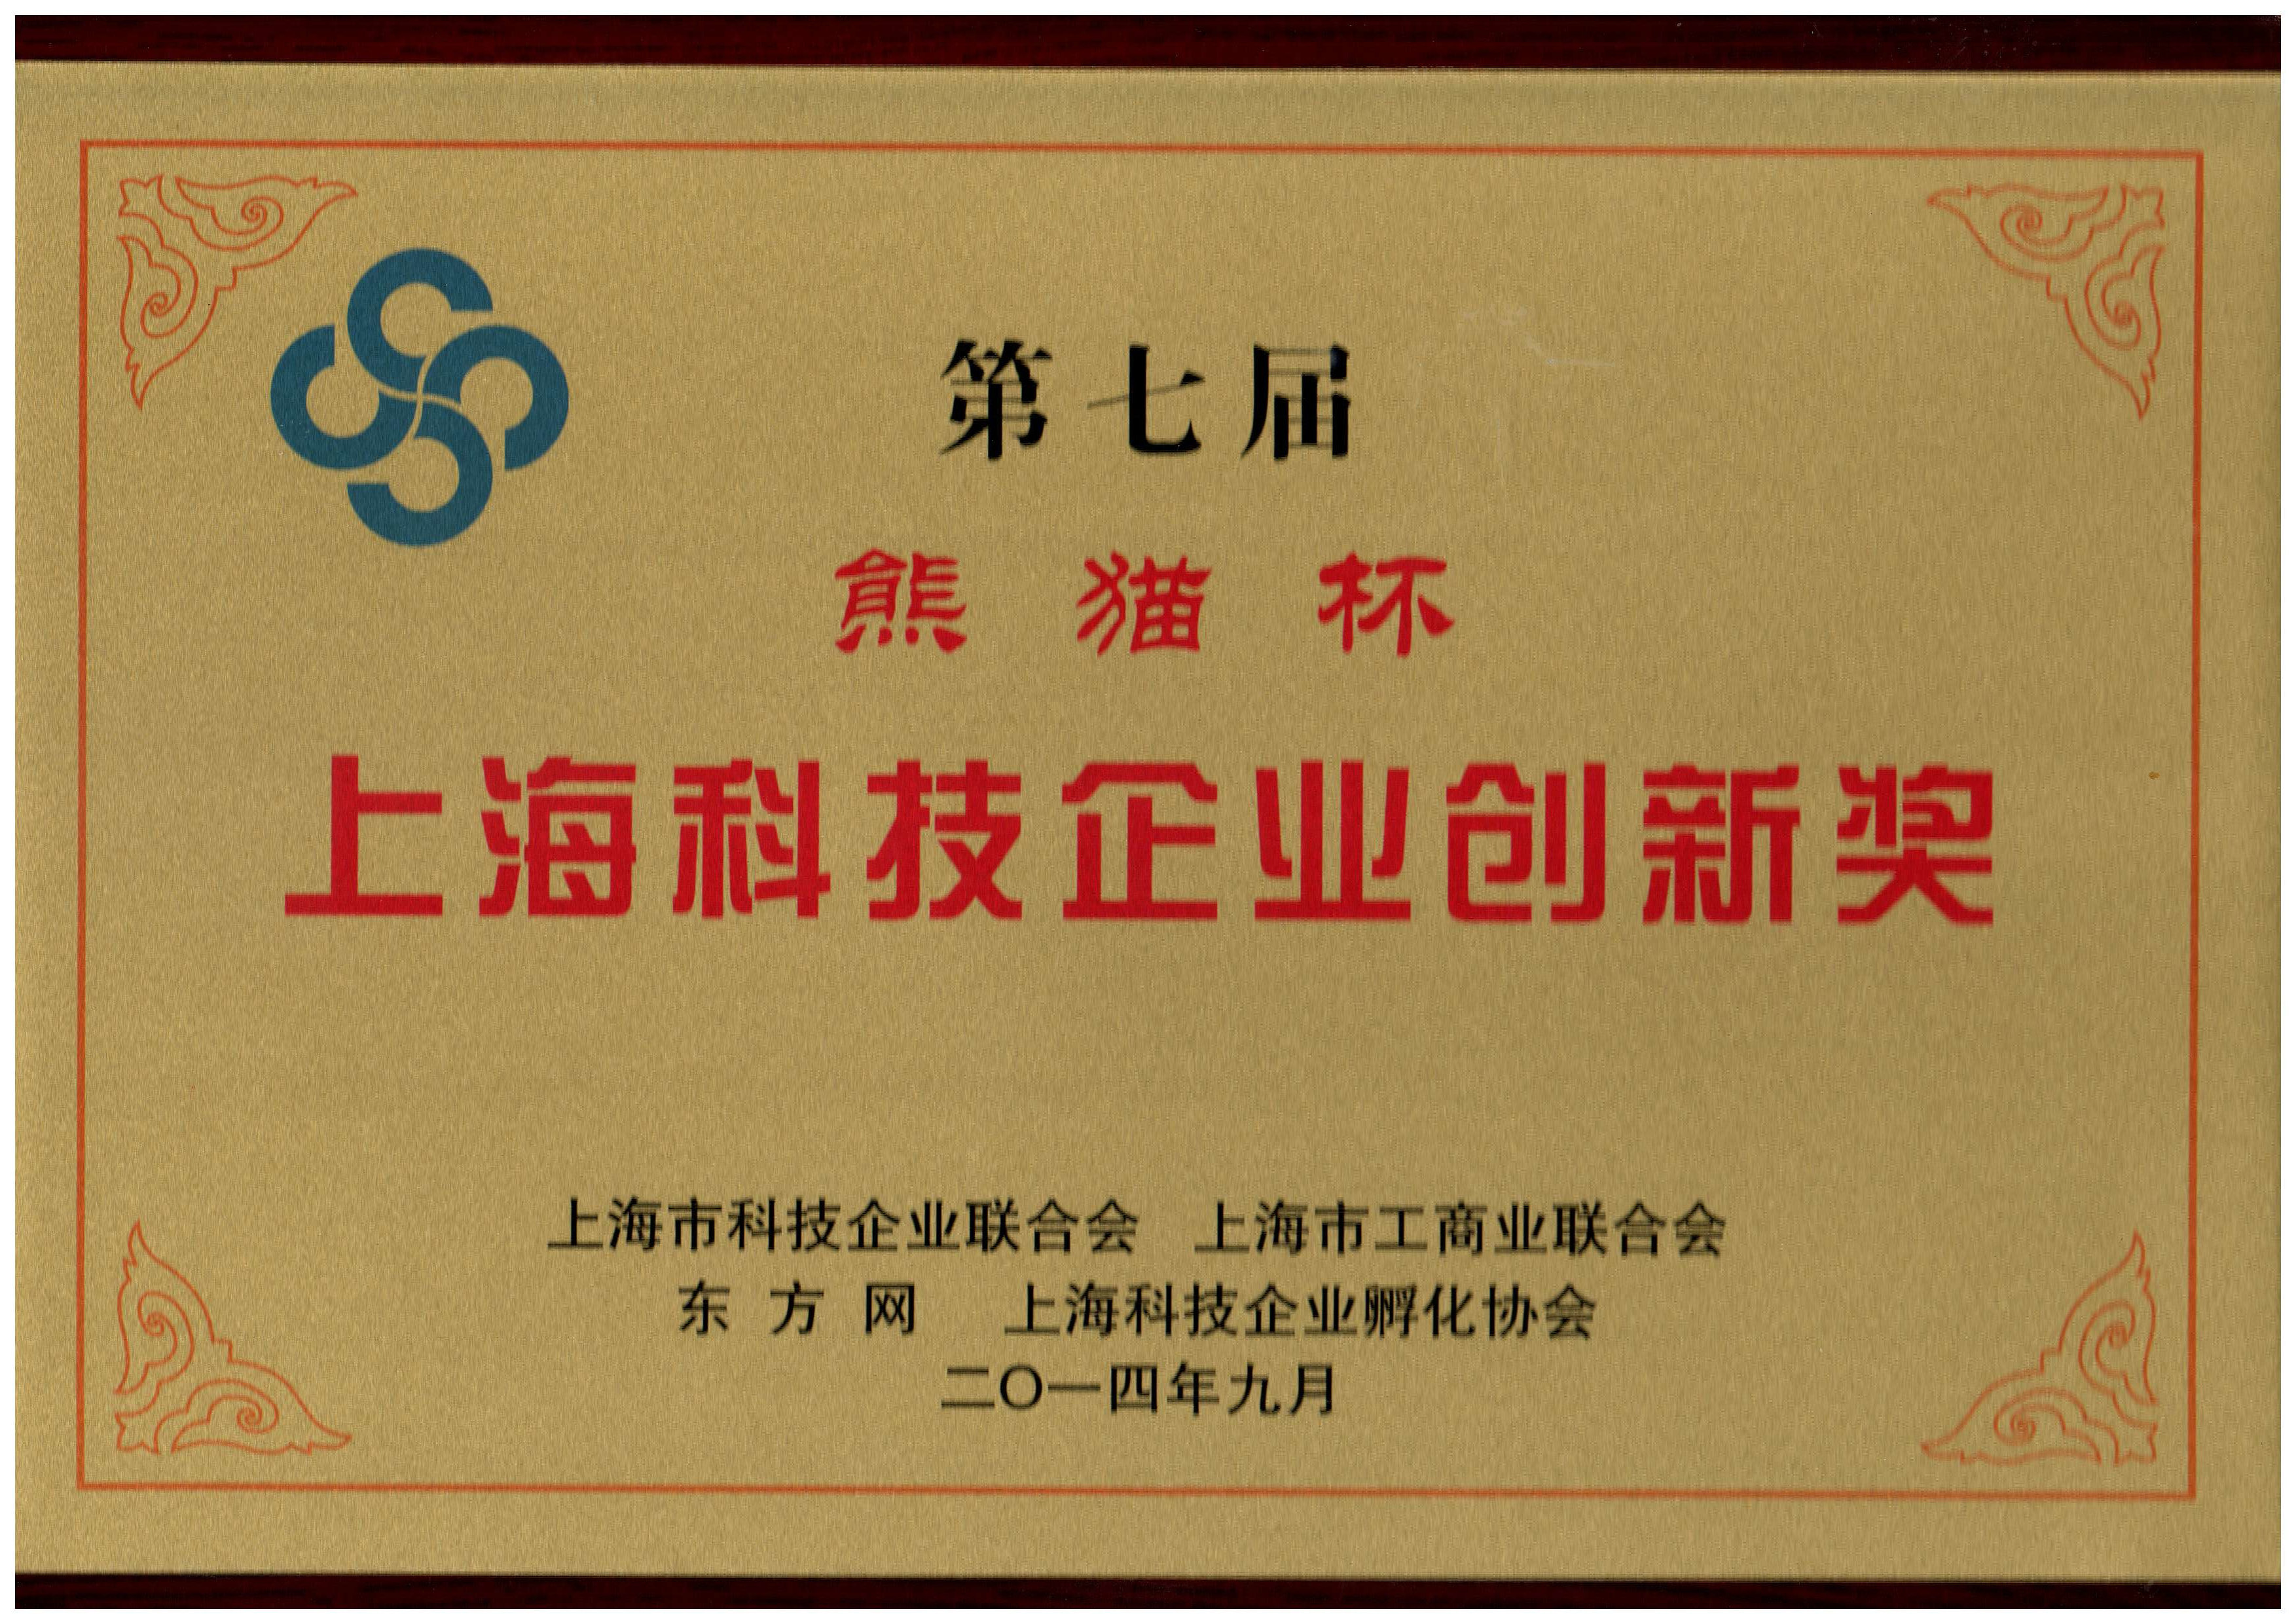 第七届
熊猫杯
上海科技企业创新奖
上海市科技企业联合会 上海市工商业联合会
东方网 上海科技企业孵化协会
二〇一四年九月